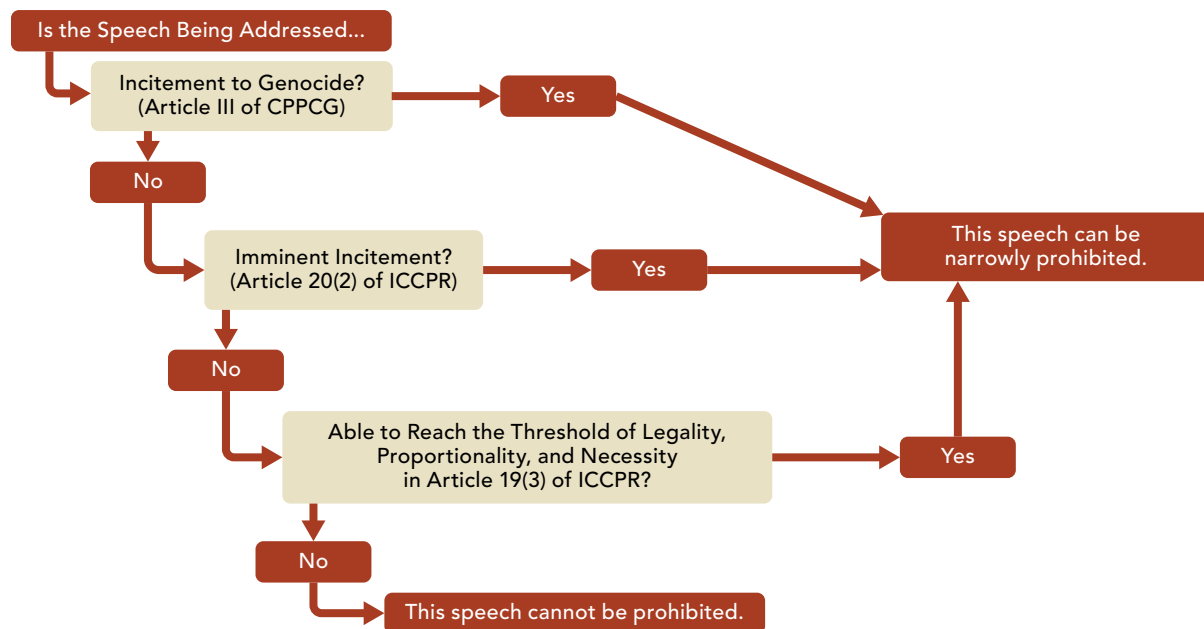 Is the Speech Being Addressed...
Incitement to Genocide?
(Article III of CPPCG)
Yes
No
This speech can be
narrowly prohibited.
Imminent Incitement?
(Article 20(2) of ICCPR)
Yes
No
Able to Reach the Threshold of Legality,
Proportionality, and Necessity
in Article 19(3) of ICCPR?
Yes
No
This speech cannot be prohibited.